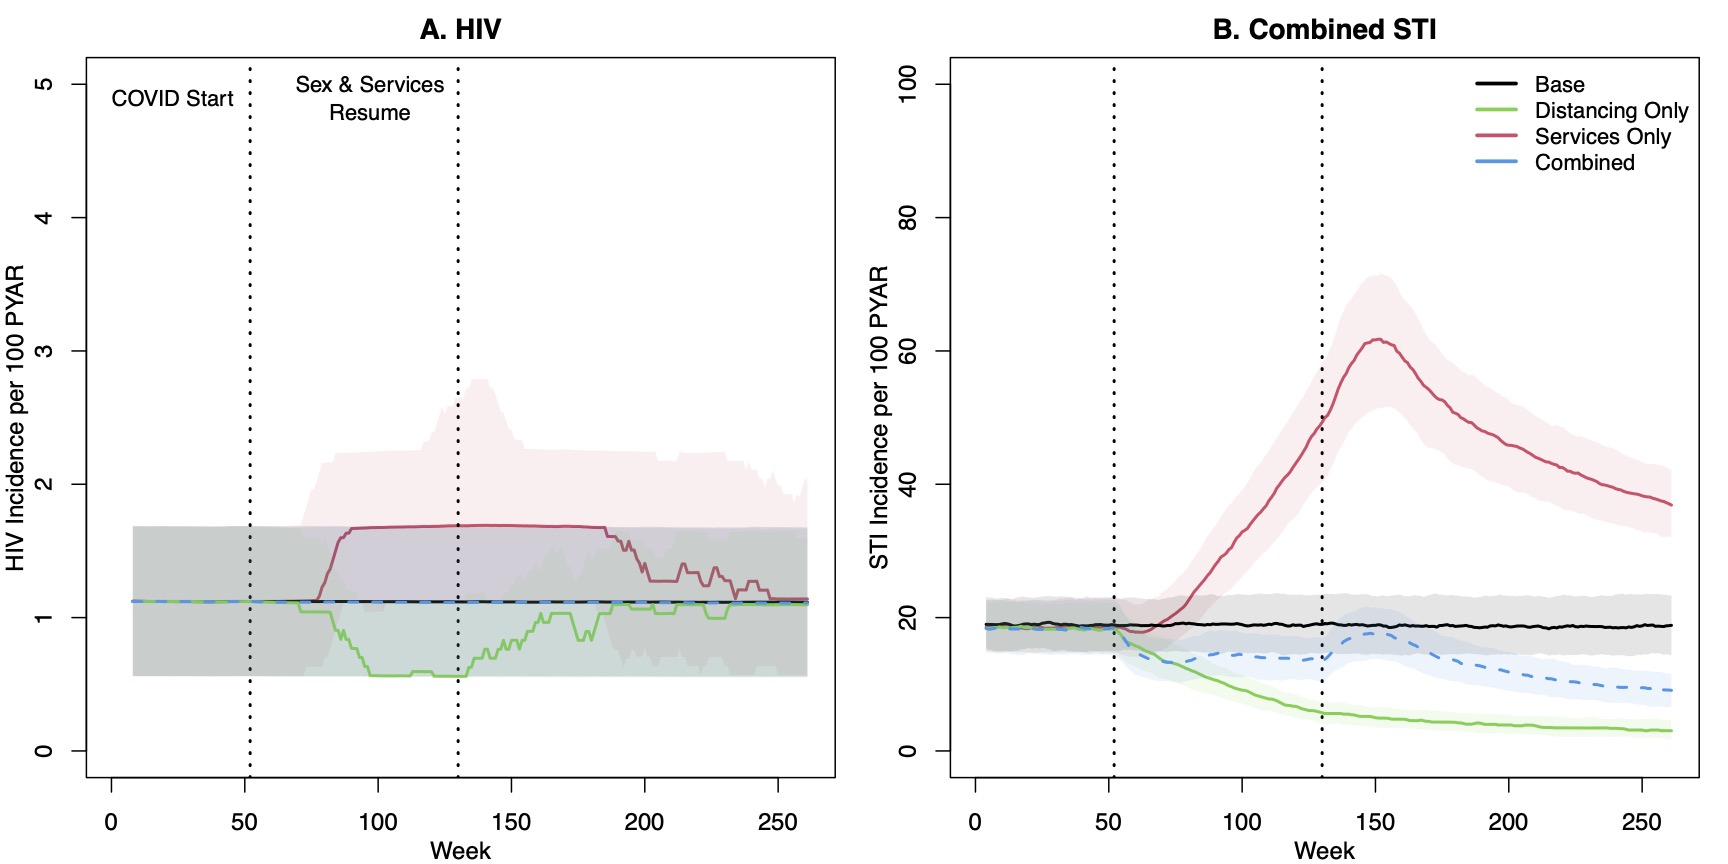 A. HIV
COVID Start
Sex & Services
Resume
HIV Incidence per 100 PYAR
5
4
3
2
1
0
0 50 100 150 200 250
Week
B. Combined STI
Base
Distancing Only
Services Only
Combined
STI Incidence per 100 PYAR
100
80
60
40
20
0
0 50 100 150 200 250
Week